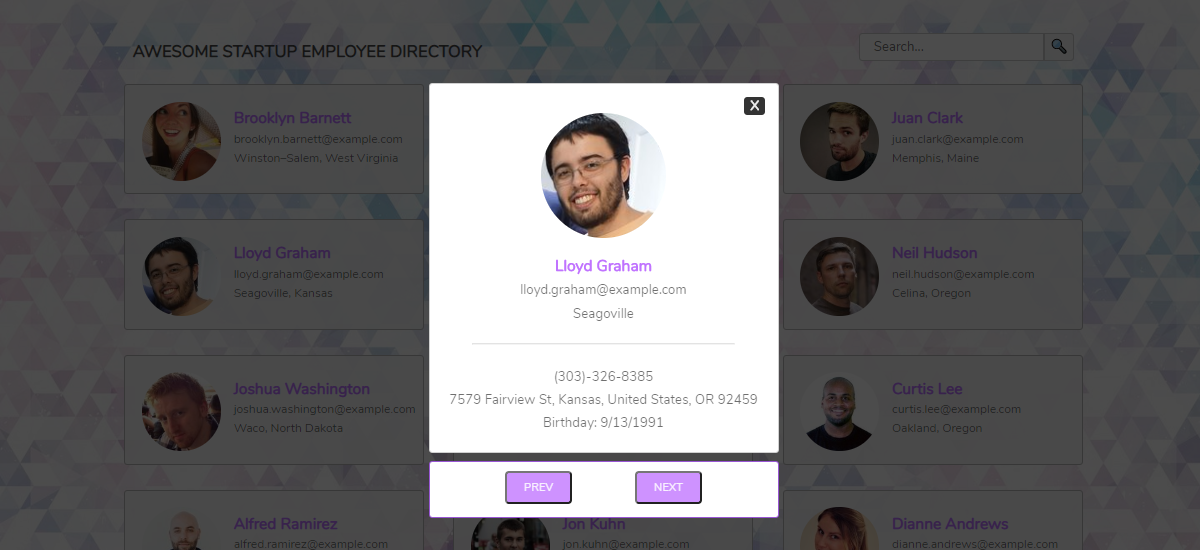 AWESOME STARTUP EMPLOYEE DIRECTORY
Search...
Brooklyn Barnett
brooklyn.barnett@example.com
Winston–Salem, West Virginia
X
Lloyd Graham
lloyd.graham@example.com
Seagoville
(303)-326-8385
7579 Fairview St, Kansas, United States, OR 92459
Birthday: 9/13/1991
PREV
NEXT
Juan Clark
juan.clark@example.com
Memphis, Maine
Lloyd Graham
lloyd.graham@example.com
Seagoville, Kansas
Neil Hudson
neil.hudson@example.com
Celina, Oregon
Joshua Washington
joshua.washington@example.com
Waco, North Dakota
Curtis Lee
curtis.lee@example.com
Oakland, Oregon
Alfred Ramirez
alfred.ramirez@example.com
Jon Kuhn
jon.kuhn@example.com
Dianne Andrews
dianne.andrews@example.com